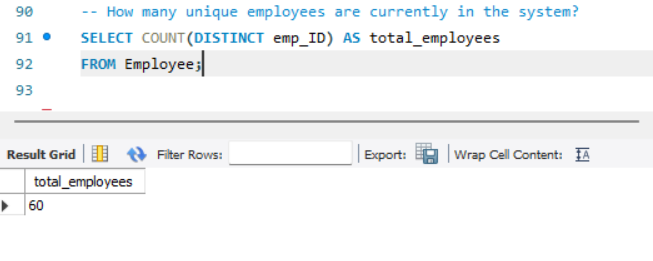 90 -- How many unique employees are currently in the system?
91 SELECT COUNT(DISTINCT emp_ID) AS total_employees
92 FROM Employee;
93
Result Grid Filter Rows: Export: Wrap Cell Content: IA
total_employees
60